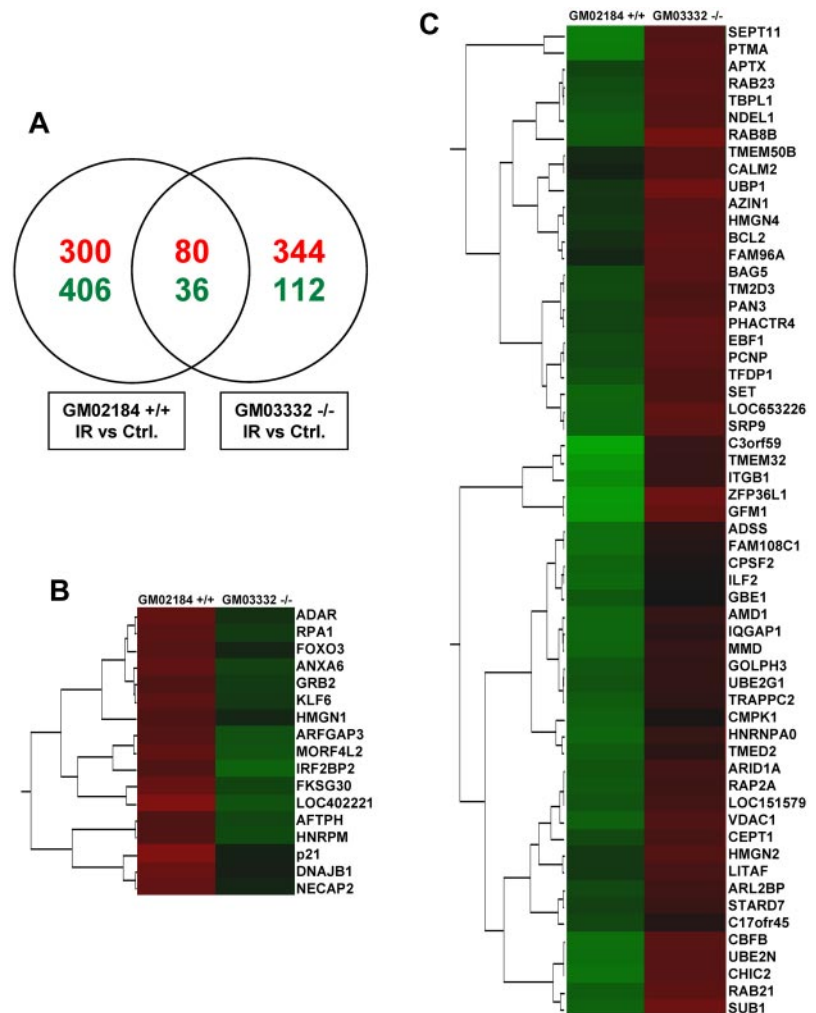 A
300
80
344
406
36
112
GM02184 +/+
IR vs Ctrl.
GM03332 -/-
IR vs Ctrl.
B
GM02184 +/+ GM03332 -/-
ADAR
RPA1
FOXO3
ANXA6
GRB2
KLF6
HMGN1
ARFGAP3
MORF4L2
IRF2BP2
FKSG30
LOC402221
AFTPH
HNRPM
p21
DNAJB1
NECAP2
C
GM02184 +/+ GM03332 -/-
SEPT11
PTMA
APTX
RAB23
TBPL1
NDEL1
RAB8B
TMEM50B
CALM2
UBP1
AZIN1
HMGN4
BCL2
FAM96A
BAG5
TM2D3
PAN3
PHACTR4
EBF1
PCNP
TFDP1
SET
LOC653226
SRP9
C3orf59
TMEM32
ITGB1
ZFP36L1
GFM1
ADSS
FAM108C1
CPSF2
ILF2
GBE1
AMD1
IQGAP1
MMD
GOLPH3
UBE2G1
TRAPPC2
CMPK1
HNRNPA0
TMED2
ARID1A
RAP2A
LOC151579
VDAC1
CEPT1
HMGN2
LITAF
ARL2BP
STARD7
C17ofr45
CBFB
UBE2N
CHIC2
RAB21
SUB1